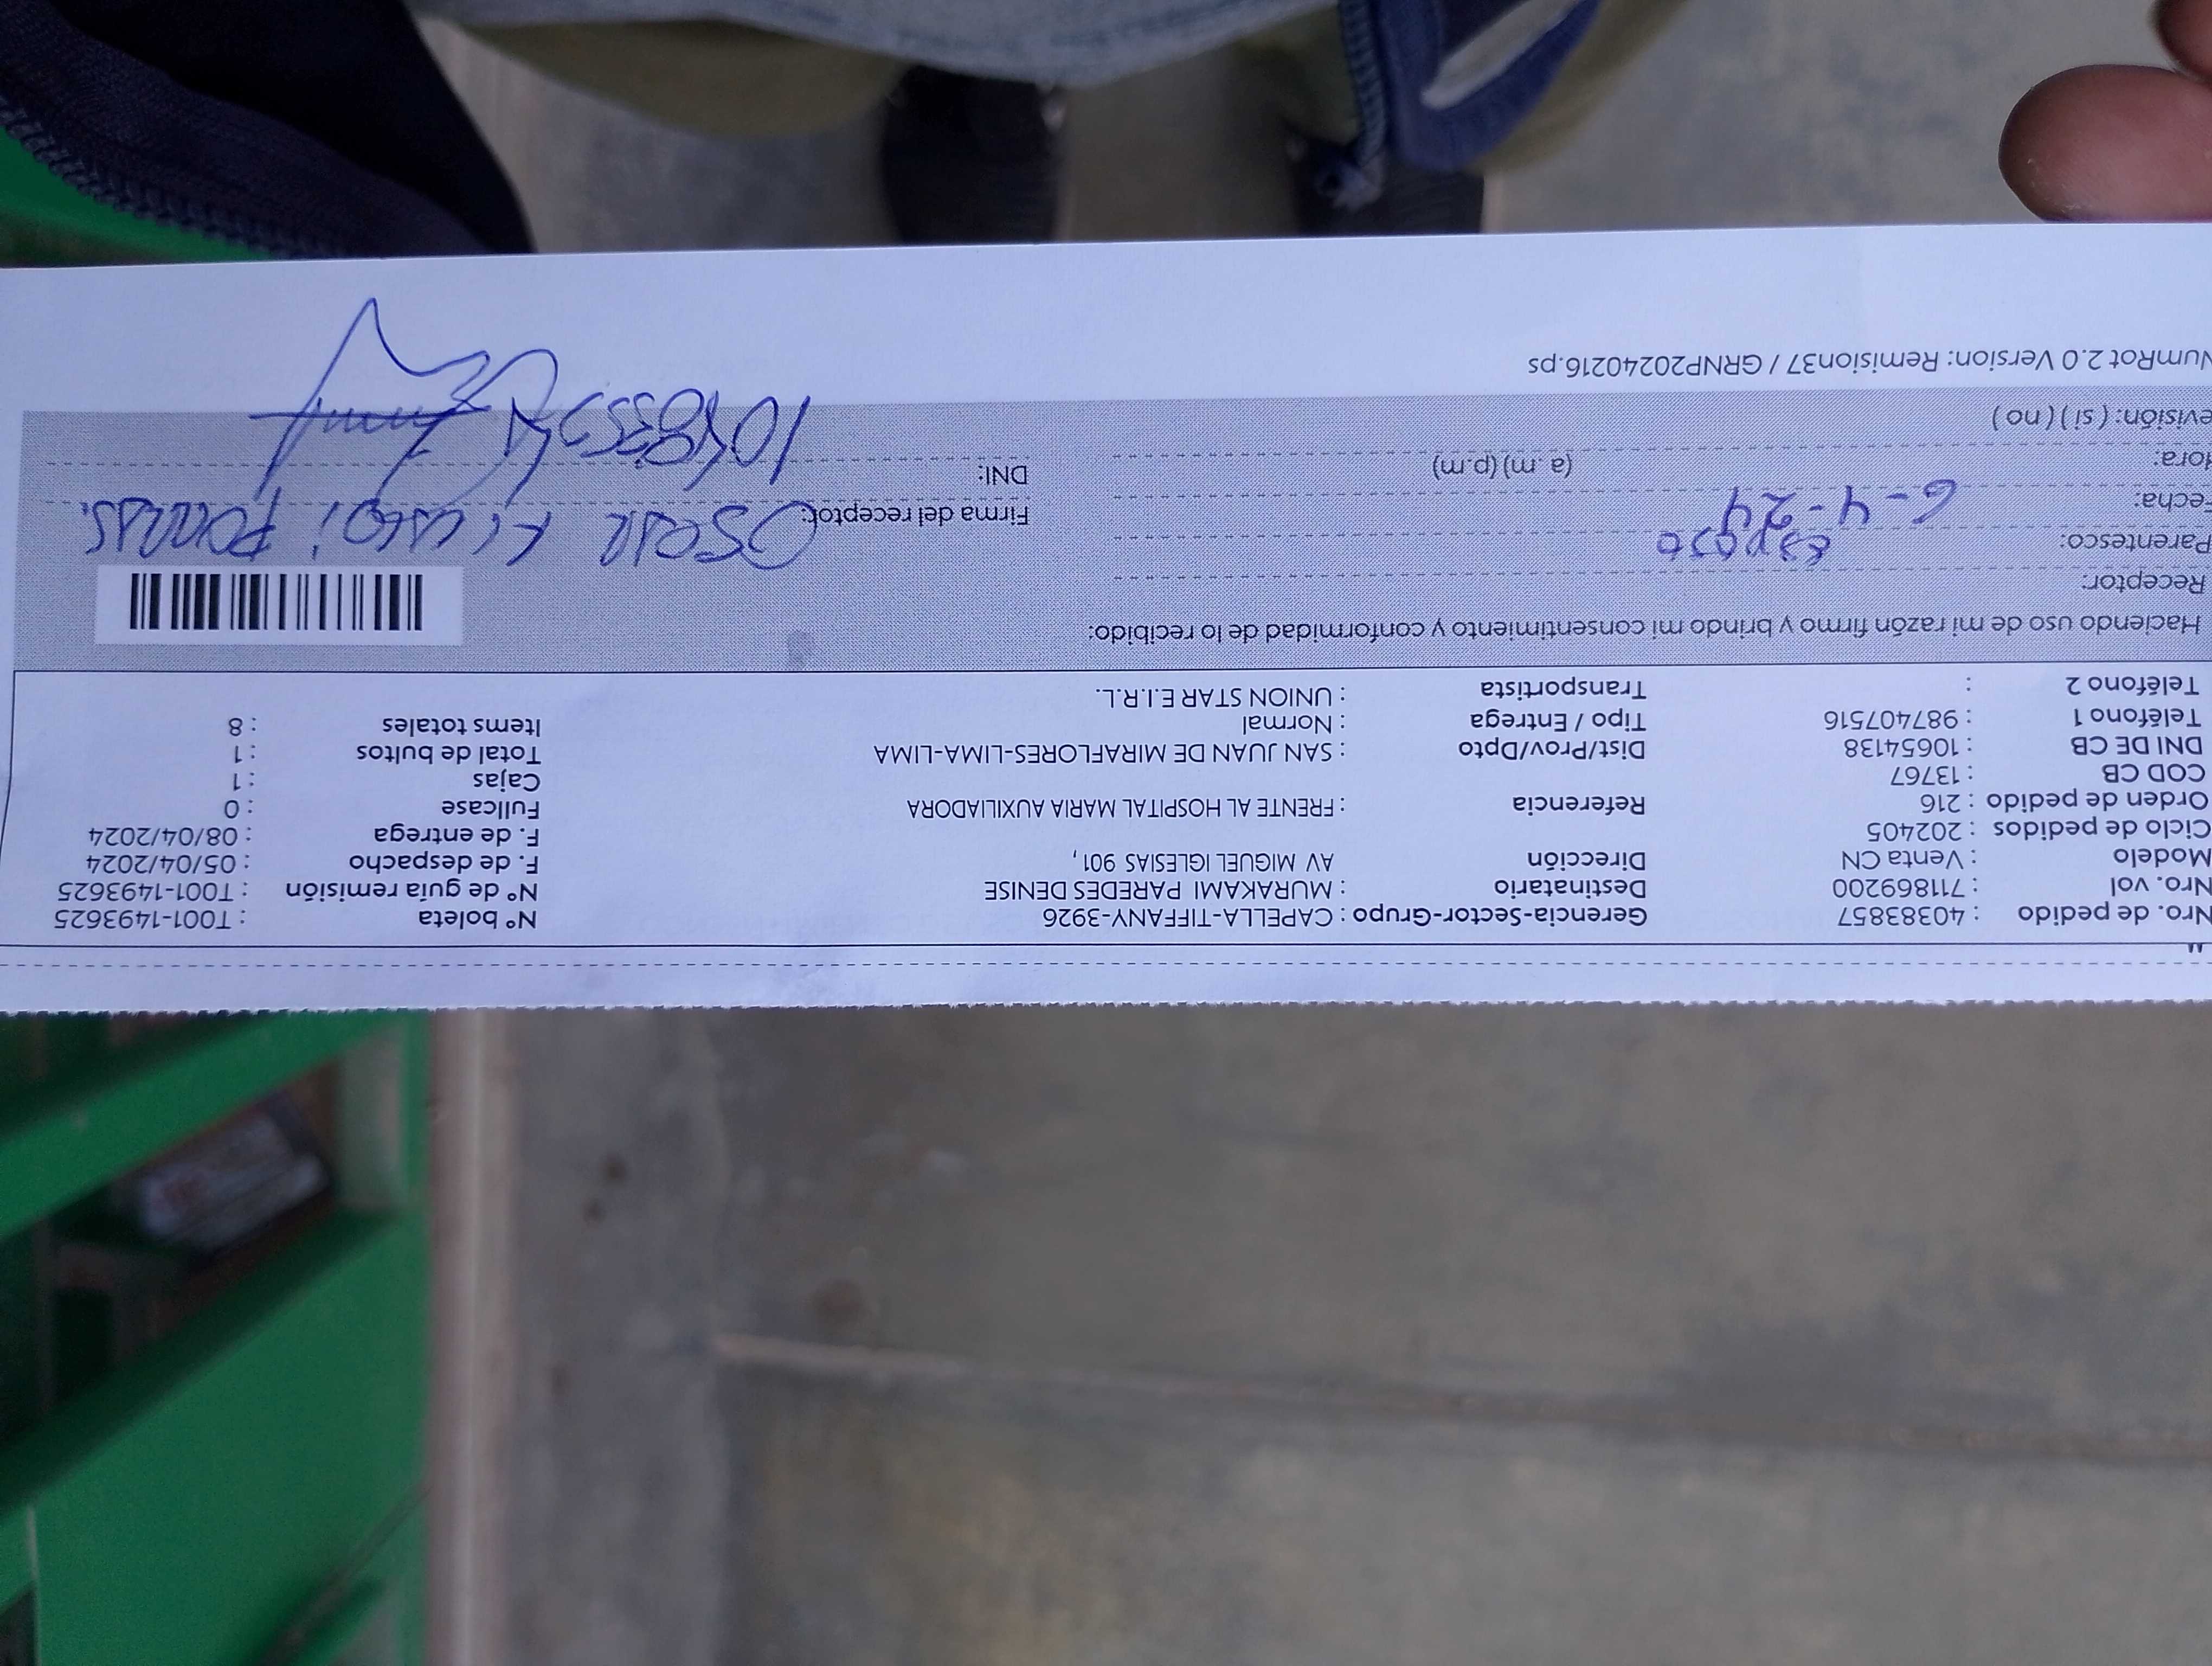 Nro. de pedido : 40383857 Gerencia-Sector-Grupo : CAPELLA-TIFFANY-3926 N° boleta : T001-1493625
Nro. vol : 711869200 Destinatario : MURAKAMI PAREDES DENISE N° de guía remisión : T001-1493625
Modelo : Venta CN Dirección AV MIGUEL IGLESIAS 901, F. de despacho : 05/04/2024
Ciclo de pedidos : 202405 F. de entrega : 08/04/2024
Orden de pedido : 216 Referencia : FRENTE AL HOSPITAL MARIA AUXILIADORA Fullcase : 0
COD CB : 13767 Cajas : 1
DNI DE CB : 10654138 Dist/Prov/Dpto : SAN JUAN DE MIRAFLORES-LIMA-LIMA Total de bultos : 1
Teléfono 1 : 987407516 Tipo / Entrega : Normal Items totales : 8
Teléfono 2 : Transportista : UNION STAR E.I.R.L.
Haciendo uso de mi razón firmo y brindo mi consentimiento y conformidad de lo recibido:
Receptor:
Parentesco: esposo Firma del receptor: Oscar
Fecha: 6-4-24
Hora: (a.m) (p.m) DNI:
evisión: ( si ) ( no )
NumRot 2.0 Version: Remision37 / GRNP20240216.ps